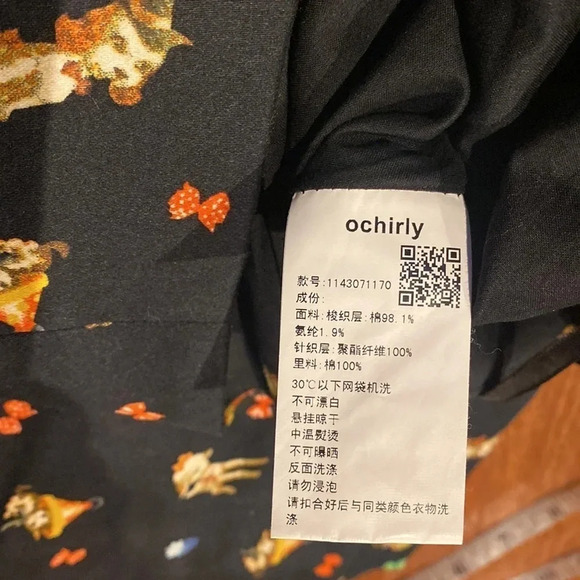 ochirly
款号:1143071170
成份:
面料:梭织层:棉98.1%
氨纶1.9%
针织层:聚酯纤维100%
里料:棉100%
30℃以下网袋机洗
不可漂白
悬挂晾干
中温熨烫
不可曝晒
反面洗涤
请勿浸泡
请扣合好后与同类颜色衣物洗
涤